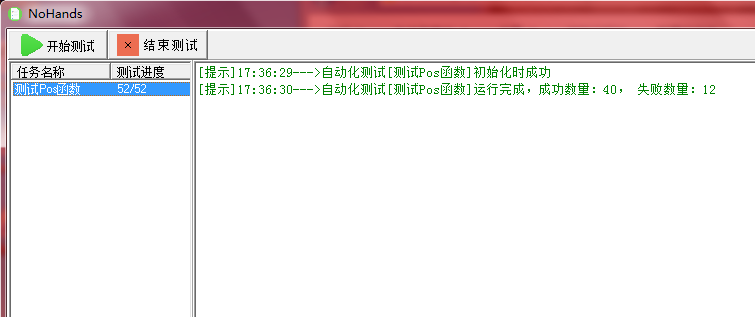 NoHands
开始测试 × 结束测试
任务名称 测试进度
测试Pos函数 52/52
[提示]17:36:29--->自动化测试[测试Pos函数]初始化时成功
[提示]17:36:30--->自动化测试[测试Pos函数]运行完成，成功数量：40， 失败数量：12